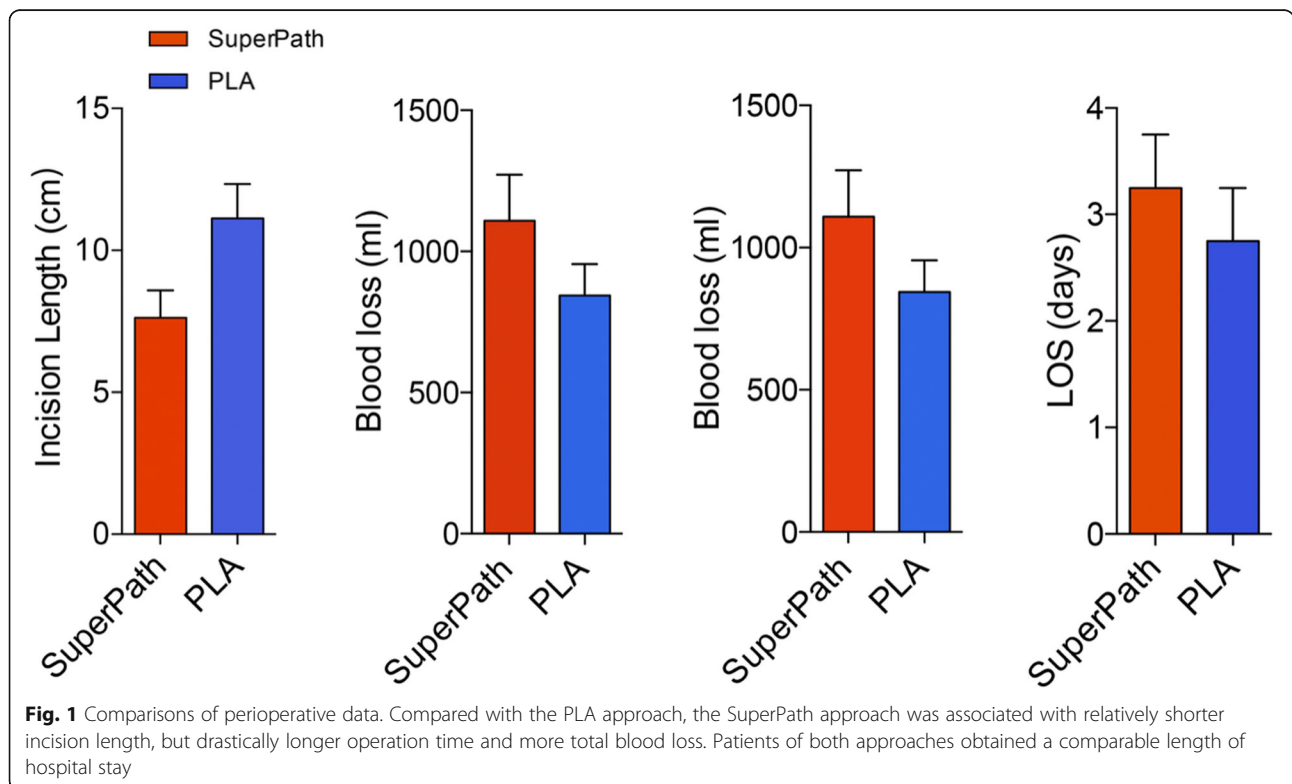 SuperPath
PLA
15
10
5
0
Incision Length (cm)
SuperPath
PLA
1500
1000
500
0
Blood loss (ml)
SuperPath
PLA
1500
1000
500
0
Blood loss (ml)
SuperPath
PLA
4
3
2
1
0
LOS (days)
SuperPath
PLA
Fig. 1 Comparisons of perioperative data. Compared with the PLA approach, the SuperPath approach was associated with relatively shorter
incision length, but drastically longer operation time and more total blood loss. Patients of both approaches obtained a comparable length of
hospital stay